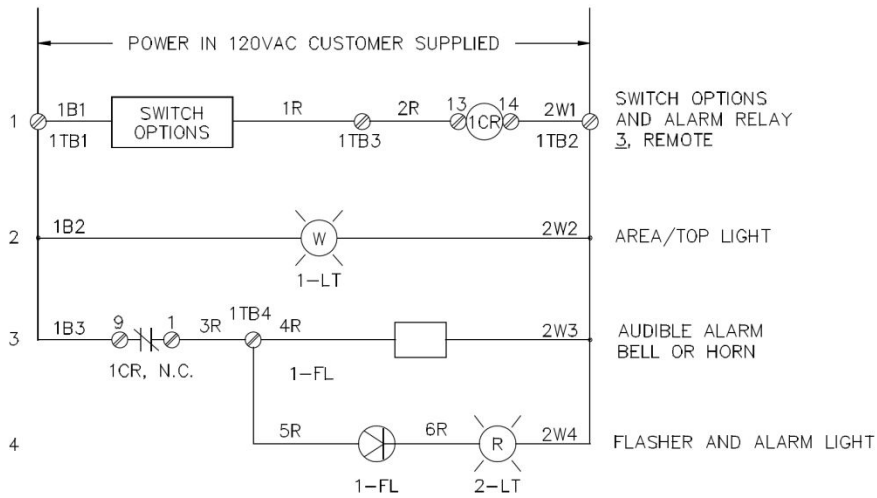 POWER IN 120VAC CUSTOMER SUPPLIED
1 1B1 SWITCH OPTIONS 1R 2R 13 1CR 14 2W1
1TB1 1TB3 1TB2
SWITCH OPTIONS
AND ALARM RELAY
3, REMOTE
2 1B2 W 2W2 AREA/TOP LIGHT
1-LT
3 1B3 9 1 3R 1TB4 4R 2W3
AUDIBLE ALARM
BELL OR HORN
1CR, N.C. 1-FL
4 5R 6R R 2W4 FLASHER AND ALARM LIGHT
1-FL 2-LT